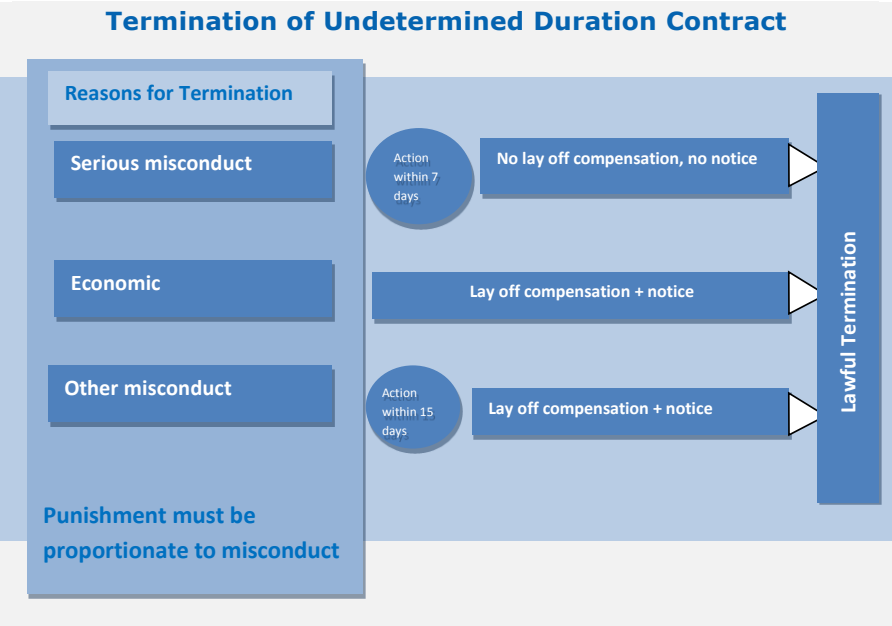 Termination of Undetermined Duration Contract
Reasons for Termination
Serious misconduct
Action
within 7
days
No lay off compensation, no notice
Economic
Lay off compensation + notice
Other misconduct
Action
within 15
days
Lay off compensation + notice
Lawful Termination
Punishment must be
proportionate to misconduct